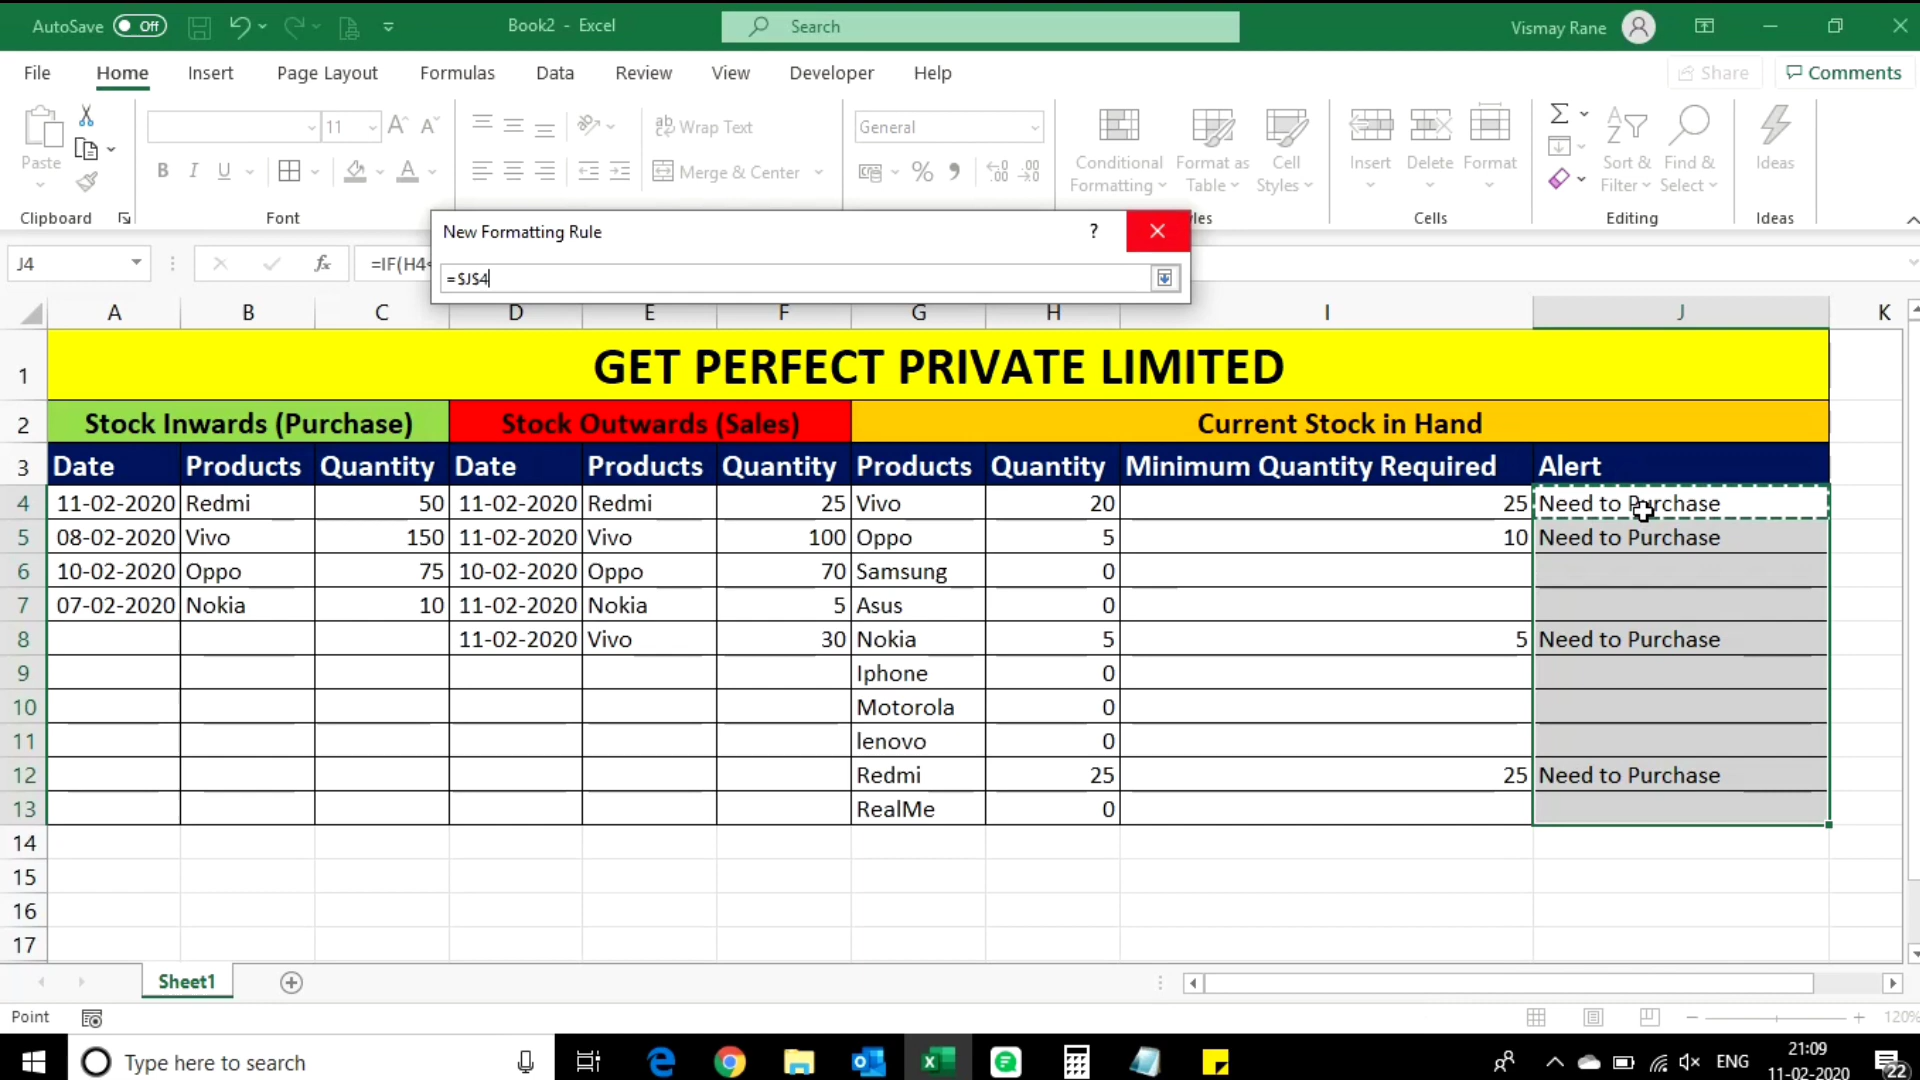 AutoSave Off Book2 - Excel Search Vismay Rane
File Home Insert Page Layout Formulas Data Review View Developer Help Share Comments
11 A^ A General
Paste B I U A Wrap Text Merge & Center % Conditional Formatting Format as Table Cell Styles Insert Delete Format Σ Sort & Filter Find & Select Ideas
Clipboard Font Cells Editing Ideas
New Formatting Rule ? ×
J4 fx =IF(H4 =$J$4
A B C D E F G H I J K
1 GET PERFECT PRIVATE LIMITED
2 Stock Inwards (Purchase) Stock Outwards (Sales) Current Stock in Hand
3 Date Products Quantity Date Products Quantity Products Quantity Minimum Quantity Required Alert
4 11-02-2020 Redmi 50 11-02-2020 Redmi 25 Vivo 20 25 Need to Purchase
5 08-02-2020 Vivo 150 11-02-2020 Vivo 100 Oppo 5 10 Need to Purchase
6 10-02-2020 Oppo 75 10-02-2020 Oppo 70 Samsung 0
7 07-02-2020 Nokia 10 11-02-2020 Nokia 5 Asus 0
8 11-02-2020 Vivo 30 Nokia 5 5 Need to Purchase
9 Iphone 0
10 Motorola 0
11 lenovo 0
12 Redmi 25 25 Need to Purchase
13 RealMe 0
14
15
16
17
Sheet1
Point 120%
Type here to search ENG 21:09
11-02-2020 22